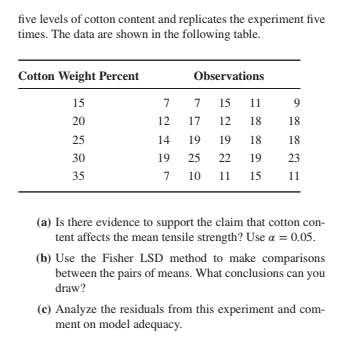 five levels of cotton content and replicates the experiment five
times. The data are shown in the following table.
Cotton Weight Percent Observations
15 7 7 15 11 9
20 12 17 12 18 18
25 14 19 19 18 18
30 19 25 22 19 23
35 7 10 11 15 11
(a) Is there evidence to support the claim that cotton con-
tent affects the mean tensile strength? Use α = 0.05.
(b) Use the Fisher LSD method to make comparisons
between the pairs of means. What conclusions can you
draw?
(c) Analyze the residuals from this experiment and com-
ment on model adequacy.